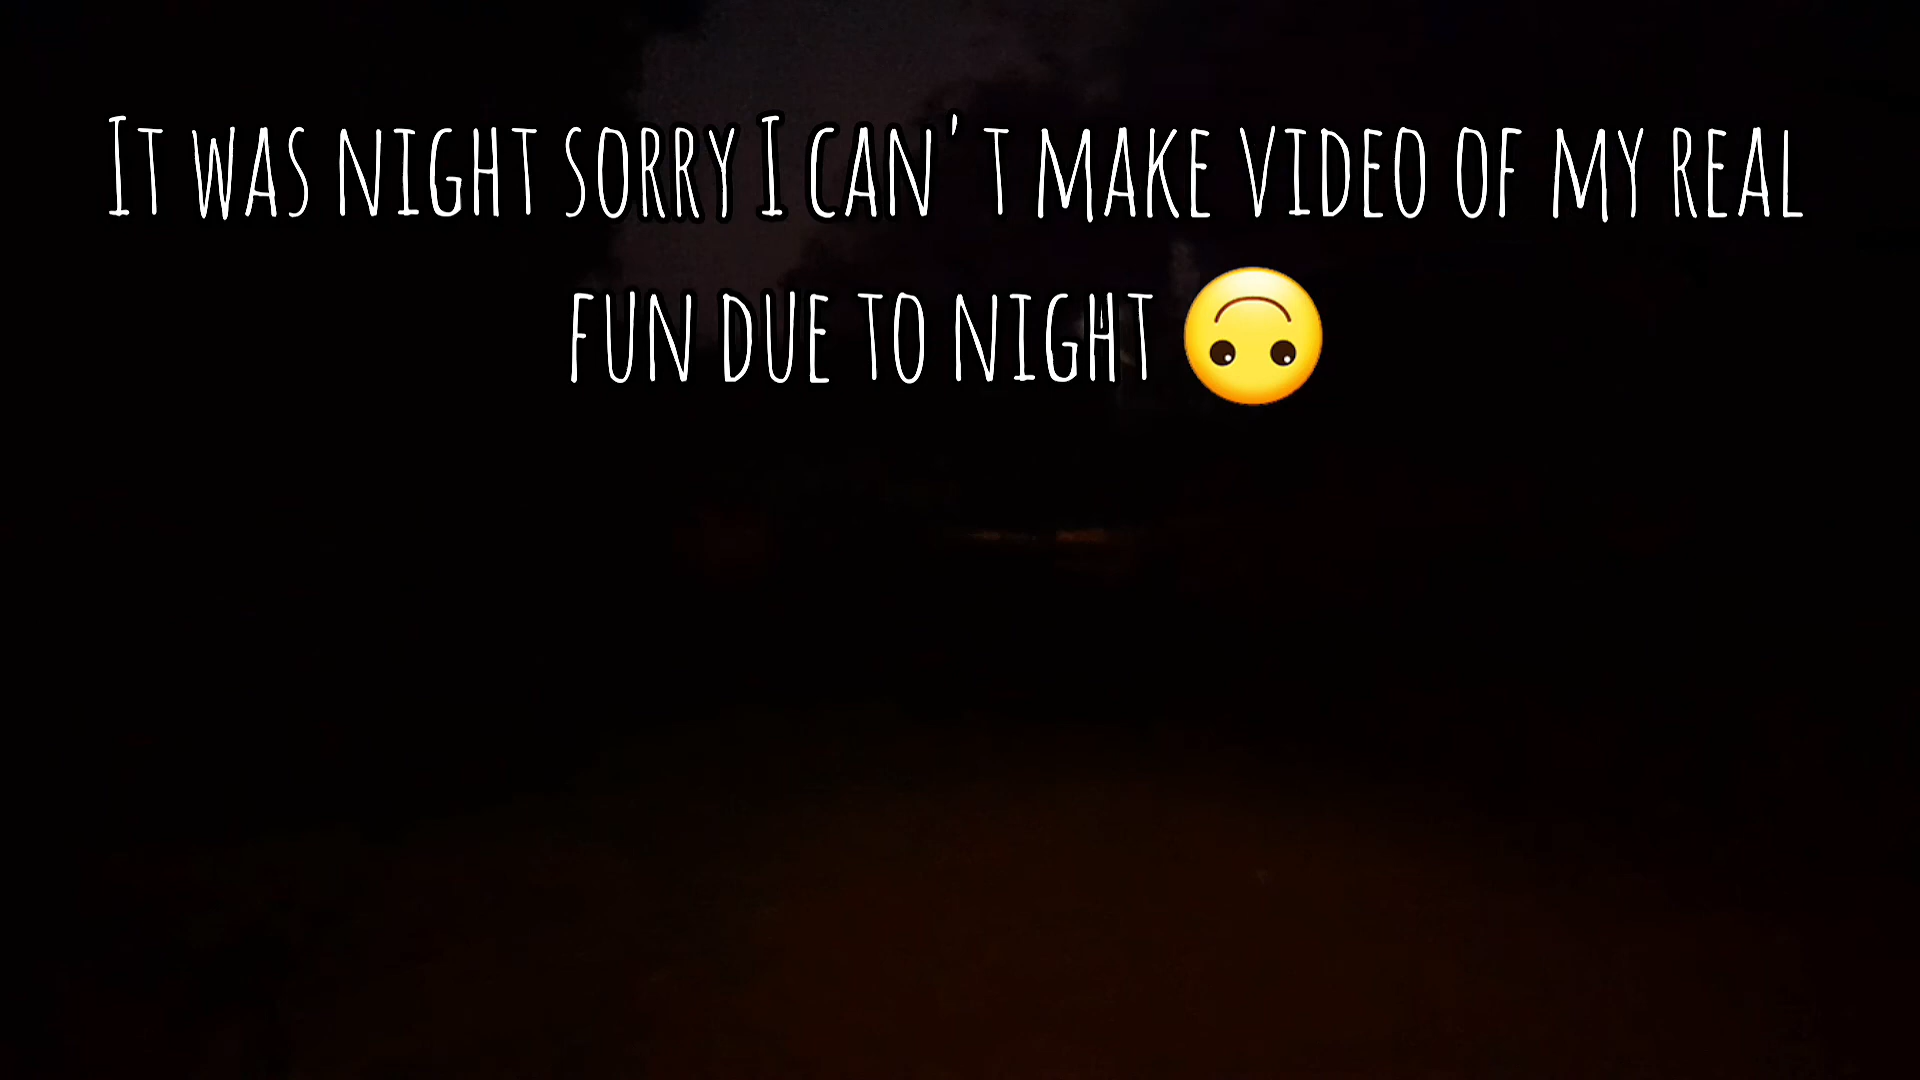 It was night sorry I can't make video of my real
fun due to night 🙃